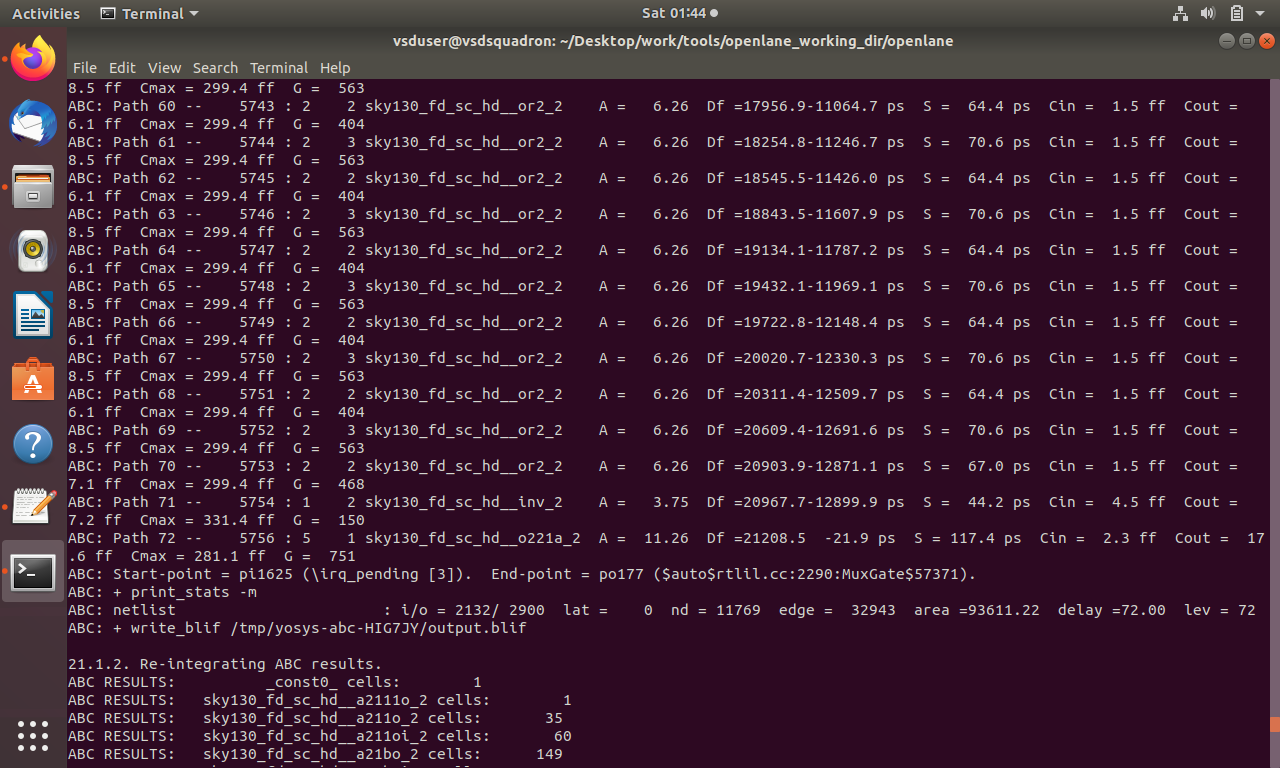 Activities Terminal Sat 01:44
vsduser@vsdsquadron: ~/Desktop/work/tools/openlane_working_dir/openlane
File Edit View Search Terminal Help
8.5 ff  Cmax = 299.4 ff  G =  563
ABC: Path 60 --    5743 : 2    2 sky130_fd_sc_hd__or2_2    A =   6.26  Df =17956.9-11064.7 ps  S =  64.4 ps  Cin =  1.5 ff  Cout =
6.1 ff  Cmax = 299.4 ff  G =  404
ABC: Path 61 --    5744 : 2    3 sky130_fd_sc_hd__or2_2    A =   6.26  Df =18254.8-11246.7 ps  S =  70.6 ps  Cin =  1.5 ff  Cout =
8.5 ff  Cmax = 299.4 ff  G =  563
ABC: Path 62 --    5745 : 2    2 sky130_fd_sc_hd__or2_2    A =   6.26  Df =18545.5-11426.0 ps  S =  64.4 ps  Cin =  1.5 ff  Cout =
6.1 ff  Cmax = 299.4 ff  G =  404
ABC: Path 63 --    5746 : 2    3 sky130_fd_sc_hd__or2_2    A =   6.26  Df =18843.5-11607.9 ps  S =  70.6 ps  Cin =  1.5 ff  Cout =
8.5 ff  Cmax = 299.4 ff  G =  563
ABC: Path 64 --    5747 : 2    2 sky130_fd_sc_hd__or2_2    A =   6.26  Df =19134.1-11787.2 ps  S =  64.4 ps  Cin =  1.5 ff  Cout =
6.1 ff  Cmax = 299.4 ff  G =  404
ABC: Path 65 --    5748 : 2    3 sky130_fd_sc_hd__or2_2    A =   6.26  Df =19432.1-11969.1 ps  S =  70.6 ps  Cin =  1.5 ff  Cout =
8.5 ff  Cmax = 299.4 ff  G =  563
ABC: Path 66 --    5749 : 2    2 sky130_fd_sc_hd__or2_2    A =   6.26  Df =19722.8-12148.4 ps  S =  64.4 ps  Cin =  1.5 ff  Cout =
6.1 ff  Cmax = 299.4 ff  G =  404
ABC: Path 67 --    5750 : 2    3 sky130_fd_sc_hd__or2_2    A =   6.26  Df =20020.7-12330.3 ps  S =  70.6 ps  Cin =  1.5 ff  Cout =
8.5 ff  Cmax = 299.4 ff  G =  563
ABC: Path 68 --    5751 : 2    2 sky130_fd_sc_hd__or2_2    A =   6.26  Df =20311.4-12509.7 ps  S =  64.4 ps  Cin =  1.5 ff  Cout =
6.1 ff  Cmax = 299.4 ff  G =  404
ABC: Path 69 --    5752 : 2    3 sky130_fd_sc_hd__or2_2    A =   6.26  Df =20609.4-12691.6 ps  S =  70.6 ps  Cin =  1.5 ff  Cout =
8.5 ff  Cmax = 299.4 ff  G =  563
ABC: Path 70 --    5753 : 2    2 sky130_fd_sc_hd__or2_2    A =   6.26  Df =20903.9-12871.1 ps  S =  67.0 ps  Cin =  1.5 ff  Cout =
7.1 ff  Cmax = 299.4 ff  G =  468
ABC: Path 71 --    5754 : 1    2 sky130_fd_sc_hd__inv_2    A =   3.75  Df =20967.7-12899.9 ps  S =  44.2 ps  Cin =  4.5 ff  Cout =
7.2 ff  Cmax = 331.4 ff  G =  150
ABC: Path 72 --    5756 : 5    1 sky130_fd_sc_hd__o221a_2  A =  11.26  Df =21208.5  -21.9 ps  S = 117.4 ps  Cin =  2.3 ff  Cout =  17
.6 ff  Cmax = 281.1 ff  G =  751
ABC: Start-point = pi1625 (\irq_pending [3]).  End-point = po177 ($auto$rtlil.cc:2290:MuxGate$57371).
ABC: + print_stats -m
ABC: netlist                       : i/o = 2132/ 2900  lat =    0  nd = 11769  edge =  32943  area =93611.22  delay =72.00  lev = 72
ABC: + write_blif /tmp/yosys-abc-HIG7JY/output.blif
21.1.2. Re-integrating ABC results.
ABC RESULTS:          _const0_ cells:        1
ABC RESULTS:   sky130_fd_sc_hd__a2111o_2 cells:        1
ABC RESULTS:   sky130_fd_sc_hd__a211o_2 cells:       35
ABC RESULTS:   sky130_fd_sc_hd__a211oi_2 cells:       60
ABC RESULTS:   sky130_fd_sc_hd__a21bo_2 cells:      149